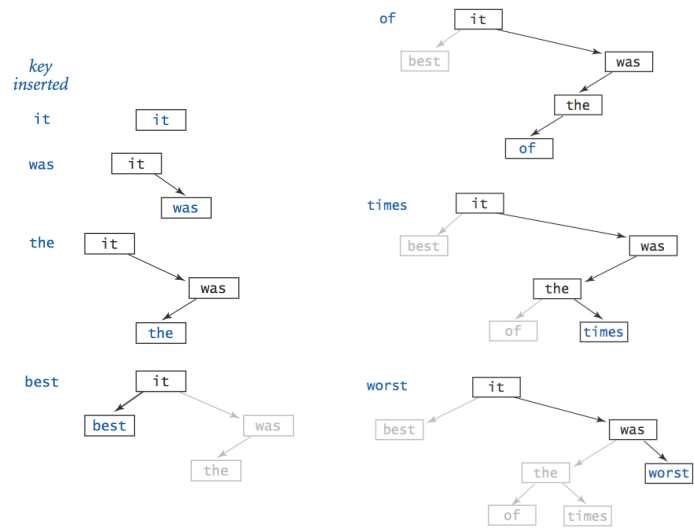 key
inserted
it
it
was
it
was
the
it
was
the
best
it
best
was
the
of
it
best
was
the
of
times
it
best
was
the
of
times
worst
it
best
was
the
worst
of
times